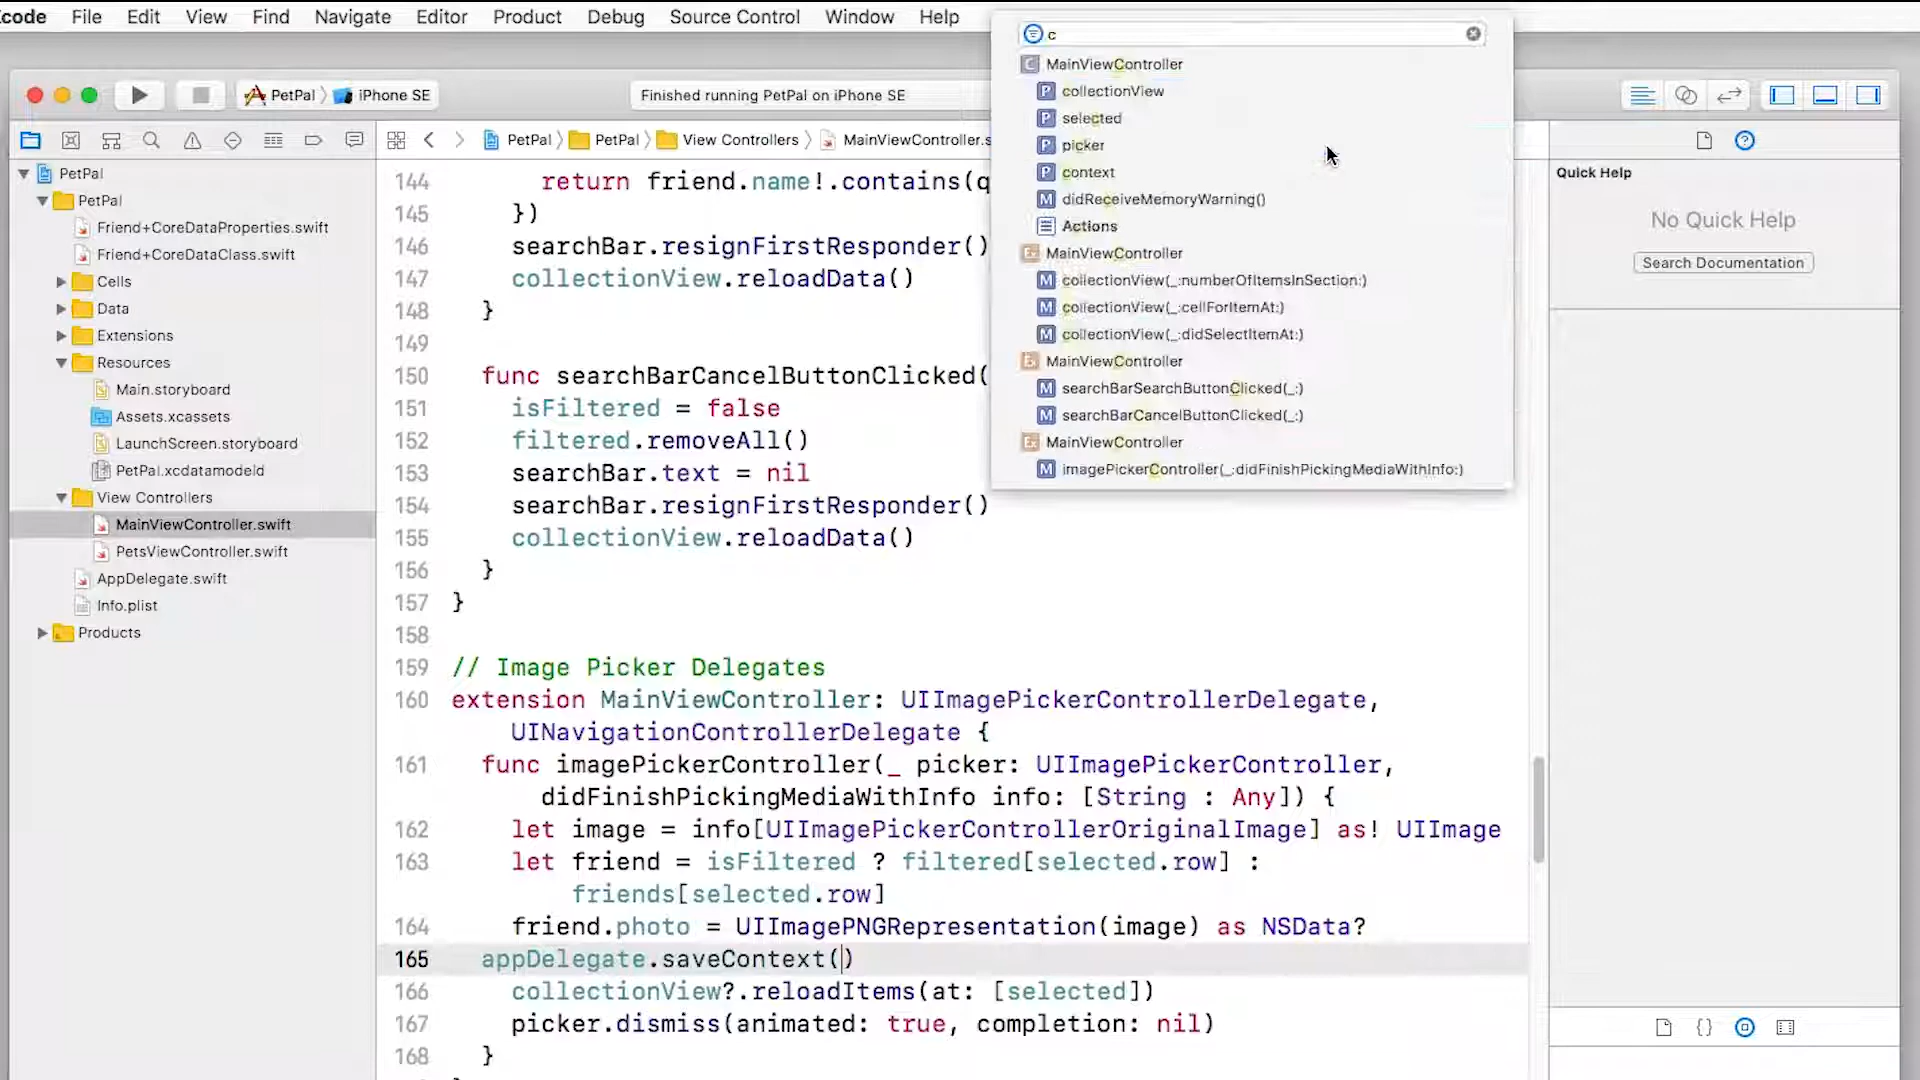 Xcode File Edit View Find Navigate Editor Product Debug Source Control Window Help
PetPal iPhone SE
Finished running PetPal on iPhone SE
c
MainViewController
collectionView
selected
picker
context
didReceiveMemoryWarning()
Actions
MainViewController
collectionView(_:numberOfItemsInSection:)
collectionView(_:cellForItemAt:)
collectionView(_:didSelectItemAt:)
MainViewController
searchBarSearchButtonClicked(_:)
searchBarCancelButtonClicked(_:)
MainViewController
imagePickerController(_:didFinishPickingMediaWithInfo:)
PetPal PetPal View Controllers MainViewController.s
PetPal
PetPal
Friend+CoreDataProperties.swift
Friend+CoreDataClass.swift
Cells
Data
Extensions
Resources
Main.storyboard
Assets.xcassets
LaunchScreen.storyboard
PetPal.xcdatamodeld
View Controllers
MainViewController.swift
PetsViewController.swift
AppDelegate.swift
Info.plist
Products
144 return friend.name!.contains(q
145 })
146 searchBar.resignFirstResponder()
147 collectionView.reloadData()
148 }
149
150 func searchBarCancelButtonClicked(
151 isFiltered = false
152 filtered.removeAll()
153 searchBar.text = nil
154 searchBar.resignFirstResponder()
155 collectionView.reloadData()
156 }
157 }
158
159 // Image Picker Delegates
160 extension MainViewController: UIImagePickerControllerDelegate,
UINavigationControllerDelegate {
161 func imagePickerController(_ picker: UIImagePickerController,
didFinishPickingMediaWithInfo info: [String : Any]) {
162 let image = info[UIImagePickerControllerOriginalImage] as! UIImage
163 let friend = isFiltered ? filtered[selected.row] :
friends[selected.row]
164 friend.photo = UIImagePNGRepresentation(image) as NSData?
165 appDelegate.saveContext()
166 collectionView?.reloadItems(at: [selected])
167 picker.dismiss(animated: true, completion: nil)
168 }
Quick Help
No Quick Help
Search Documentation